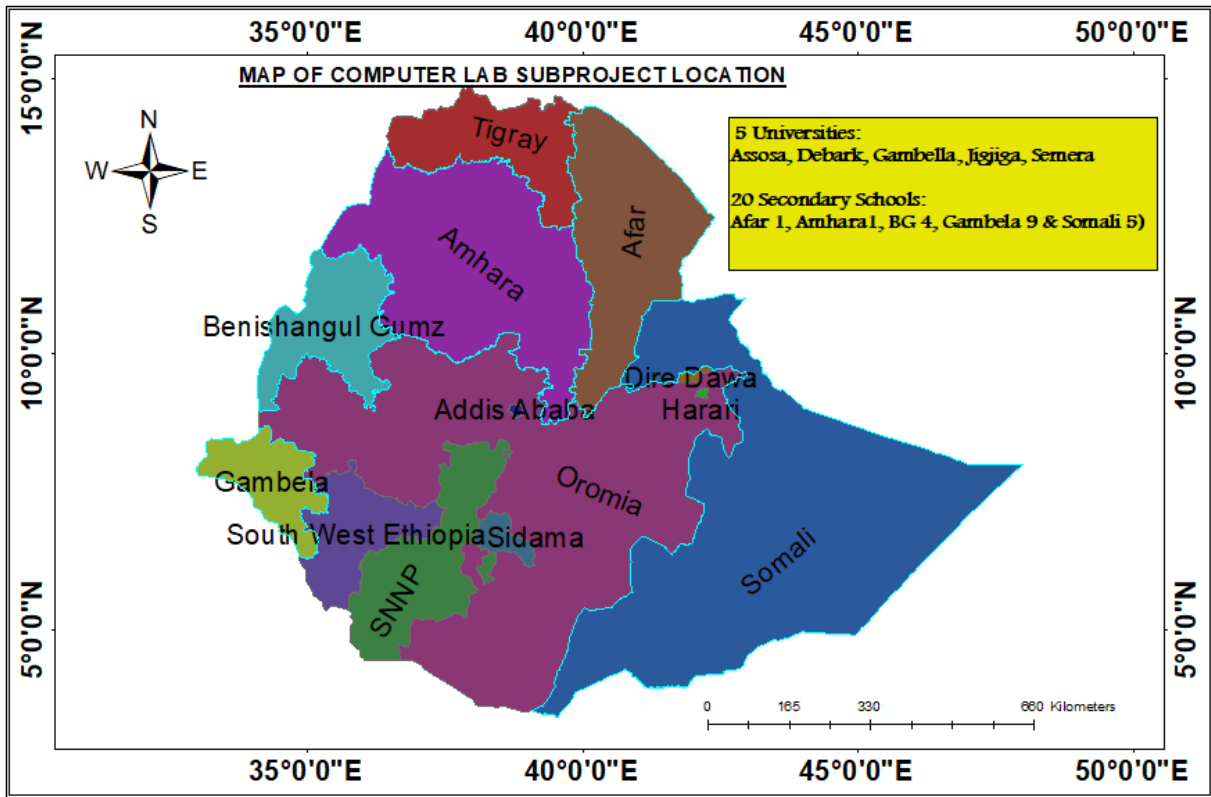 35°0'0"E 40°0'0"E 45°0'0"E 50°0'0"E
MAP OF COMPUTER LAB SUBPROJECT LOCATION
15°0'0"N
15°0'0"N
N
W E
S
5 Universities:
Assosa, Debark, Gambella, Jigjiga, Semera
20 Secondary Schools:
Afar 1, Amhara1, BG 4, Gambela 9 & Somali 5)
Tigray
Afar
Amhara
Benishangul Gumz
10°0'0"N
10°0'0"N
Dire Dawa
Addis Ababa
Harari
Gambela
Oromia
South West Ethiopia
Sidama
Somali
SNNP
5°0'0"N
5°0'0"N
0 165 330 660 Kilometers
35°0'0"E 40°0'0"E 45°0'0"E 50°0'0"E